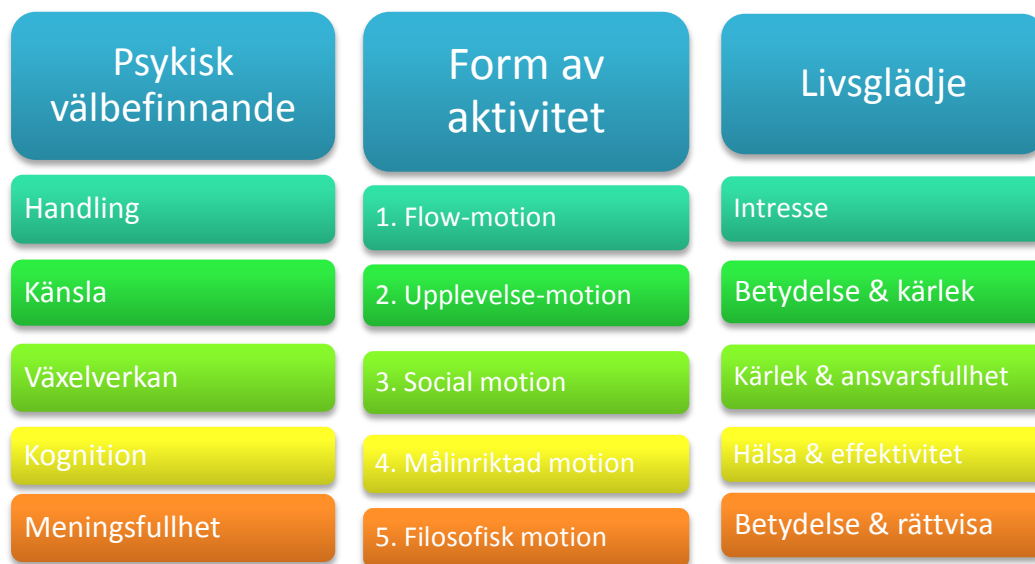 Psykisk
välbefinnande
Handling
Känsla
Växelverkan
Kognition
Meningsfullhet
Form av
aktivitet
1. Flow-motion
2. Upplevelse-motion
3. Social motion
4. Målinriktad motion
5. Filosofisk motion
Livsglädje
Intresse
Betydelse & kärlek
Kärlek & ansvarsfullhet
Hälsa & effektivitet
Betydelse & rättvisa